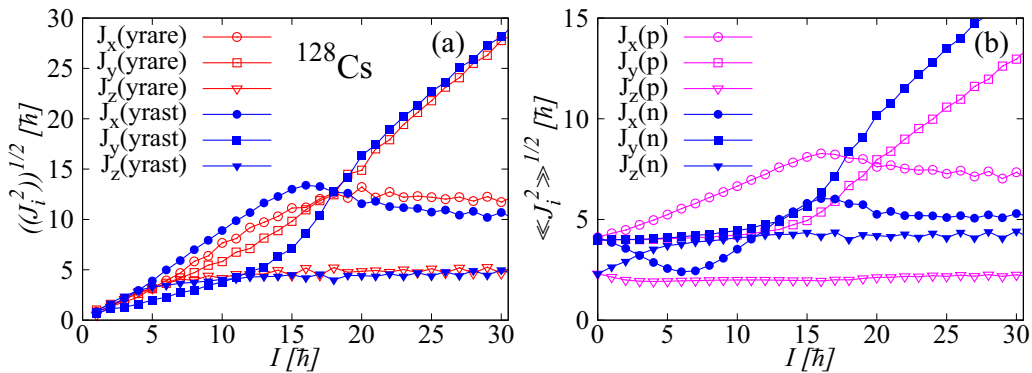 30
25
20
15
10
5
0
((J_i^2))^{1/2} [ħ]
J_x(yrare)
J_y(yrare)
J_z(yrare)
J_x(yrast)
J_y(yrast)
J_z(yrast)
^{128}Cs
(a)
0 5 10 15 20 25 30
I [ħ]
15
10
5
0
≪J_i^2≫^{1/2} [ħ]
J_x(p)
J_y(p)
J_z(p)
J_x(n)
J_y(n)
J_z(n)
(b)
0 5 10 15 20 25 30
I [ħ]